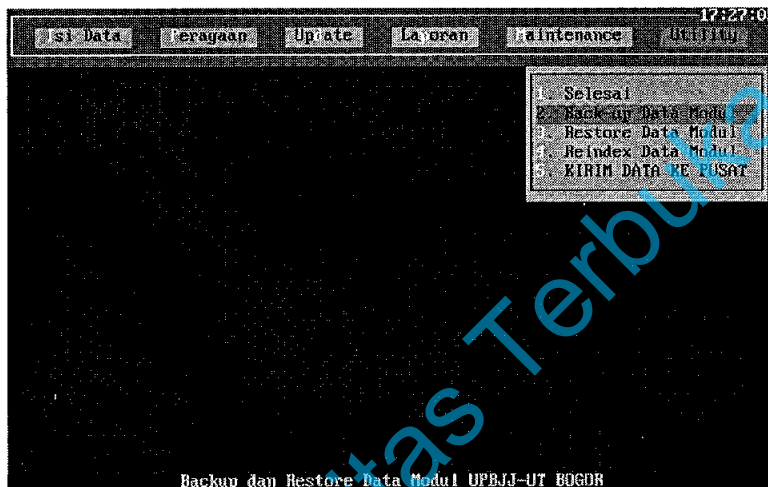 17:27:0
Isi Data Peragaan Update Laporan Maintenance Utility
1. Selesai
2. Back-up Data Modul
3. Restore Data Modul
4. Reindex Data Modul
5. KIRIM DATA KE PUSAT
itas Terbuka
Backup dan Restore Data Modul UPBJJ-UT BOGOR